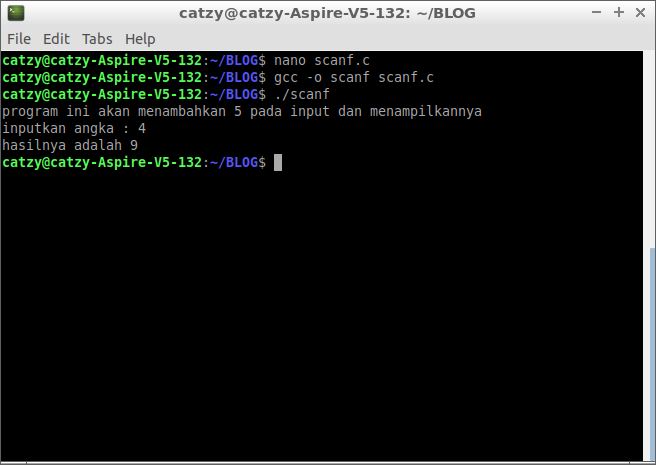 catzy@catzy-Aspire-V5-132: ~/BLOG
File Edit Tabs Help
catzy@catzy-Aspire-V5-132:~/BLOG$ nano scanf.c
catzy@catzy-Aspire-V5-132:~/BLOG$ gcc -o scanf scanf.c
catzy@catzy-Aspire-V5-132:~/BLOG$ ./scanf
program ini akan menambahkan 5 pada input dan menampilkannya
inputkan angka : 4
hasilnya adalah 9
catzy@catzy-Aspire-V5-132:~/BLOG$